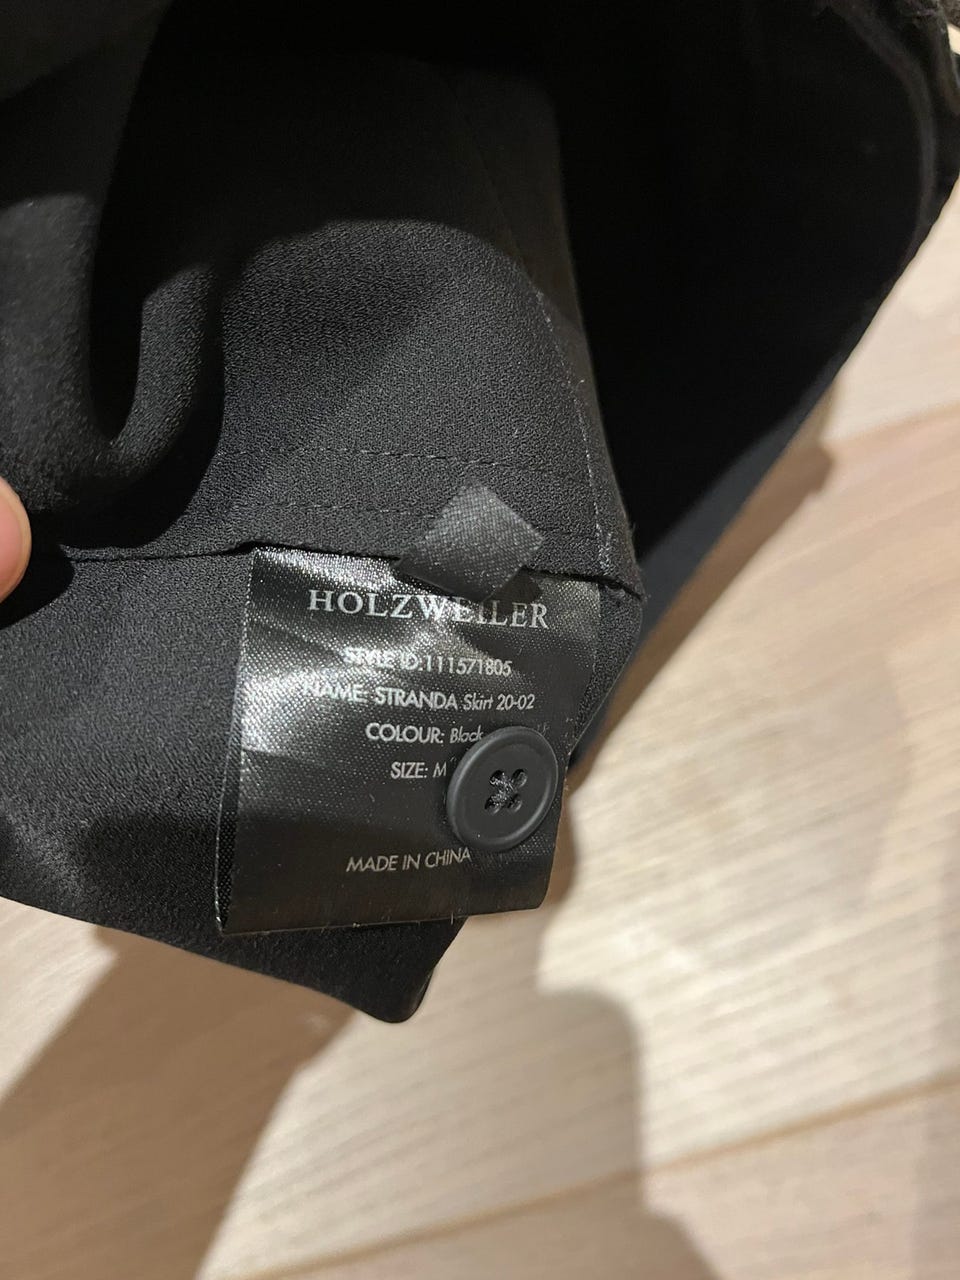 HOLZWEILER
STYLE ID:111571805
NAME STRANDA Skirt 20-02
COLOUR: Black
SIZE: M
MADE IN CHINA